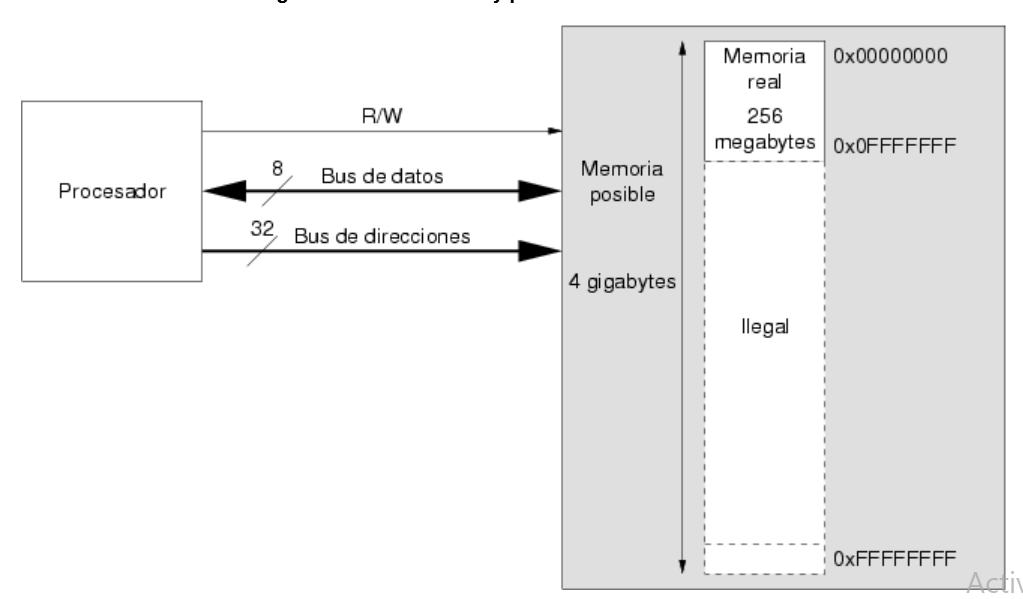 R/W
8
Bus de datos
Procesador
32
Bus de direcciones
Memoria
posible
4 gigabytes
Memoria
real
256
megabytes
0x00000000
0x0FFFFFFF
Ilegal
0xFFFFFFFF